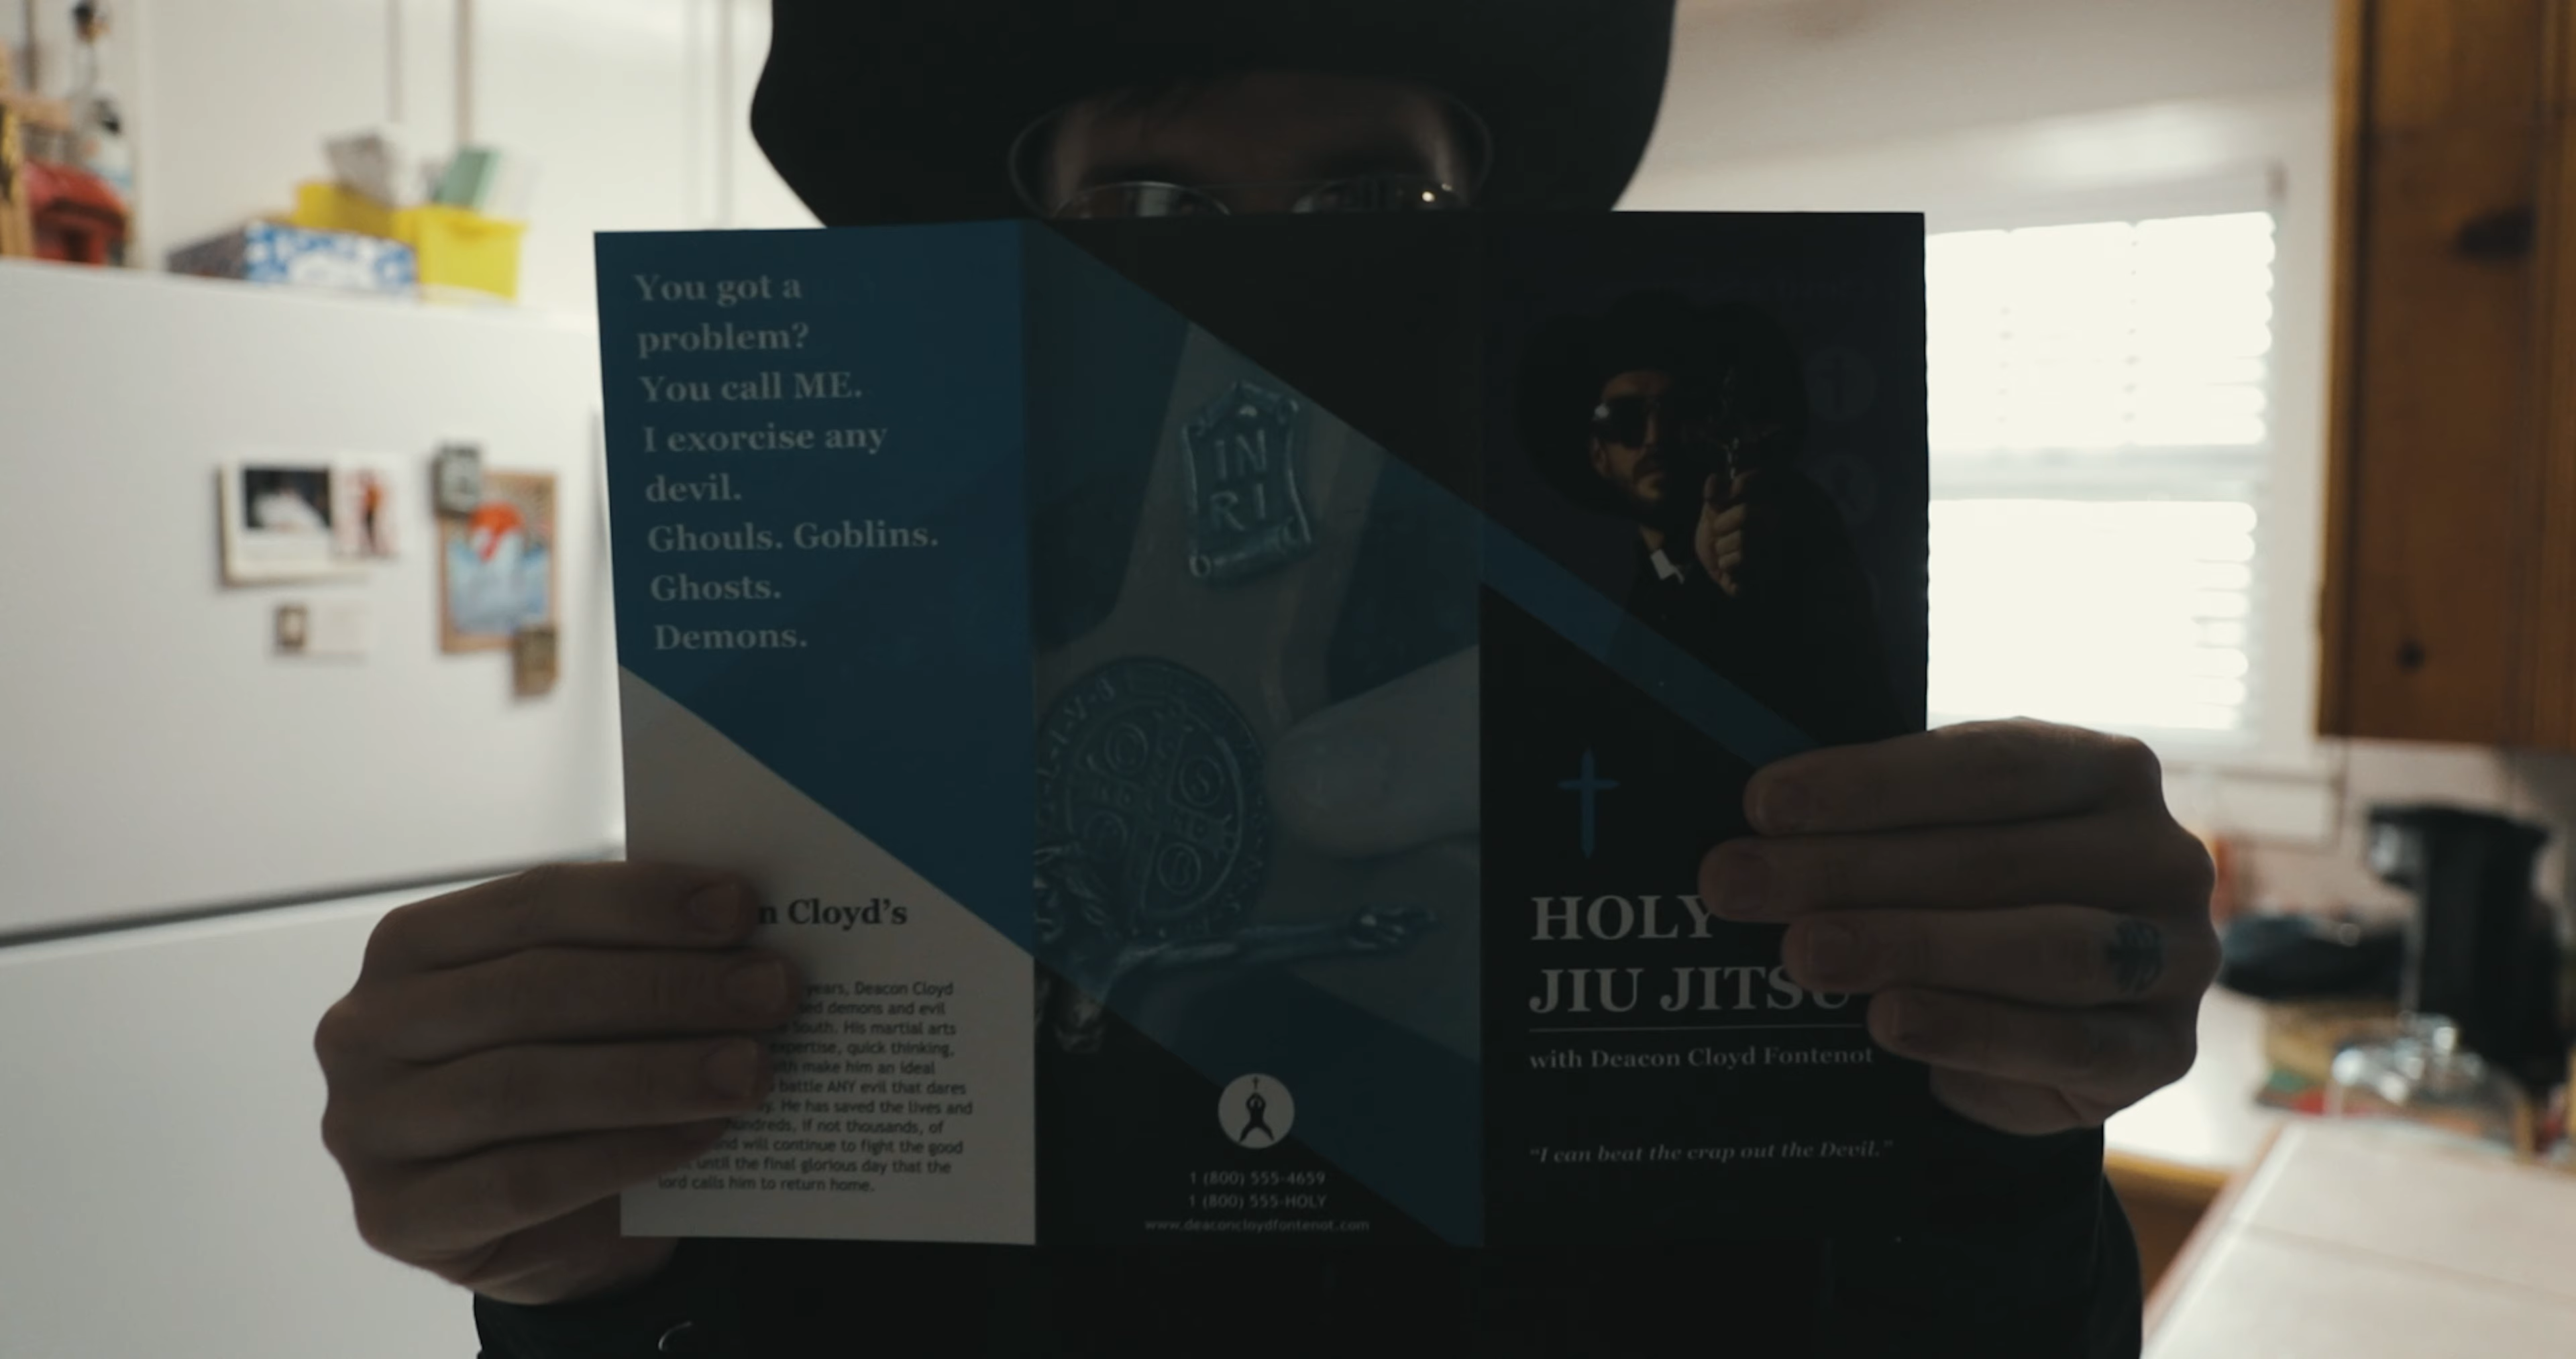 You got a
problem?
You call ME.
I exorcise any
devil.
Ghouls. Goblins.
Ghosts.
Demons.
n Cloyd's
years, Deacon Cloyd
demons and evil
South. His martial arts
expertise, quick thinking,
make him an ideal
battle ANY evil that dares
He has saved the lives and
hundreds, if not thousands, of
and will continue to fight the good
until the final glorious day that the
lord calls him to return home.
IN
RI
1 (800) 555-4659
1 (800) 555-HOLY
www.deaconcloydfontenot.com
HOLY
JIU JITSU
with Deacon Cloyd Fontenot
“I can beat the crap out the Devil.”